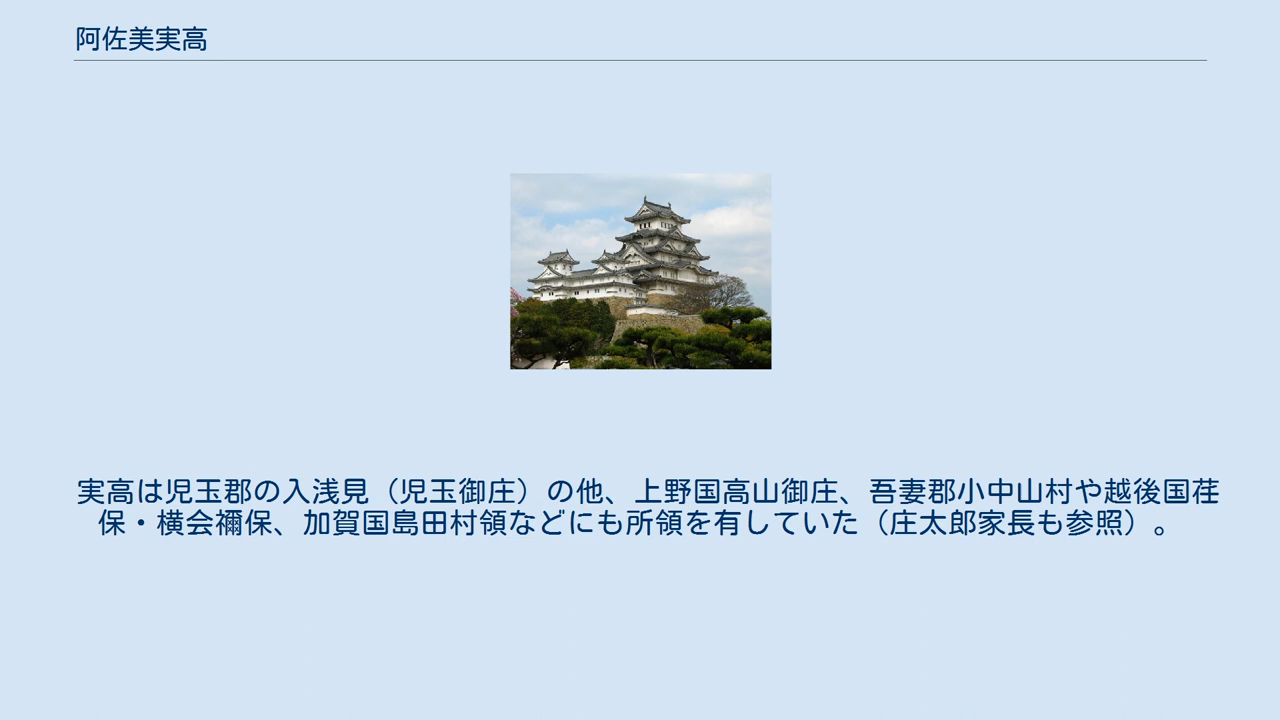 阿佐美実高
実高は児玉郡の入浅見（児玉御庄）の他、上野国高山御庄、吾妻郡小中山村や越後国荏
保・横会禰保、加賀国島田村領などにも所領を有していた（庄太郎家長も参照）。